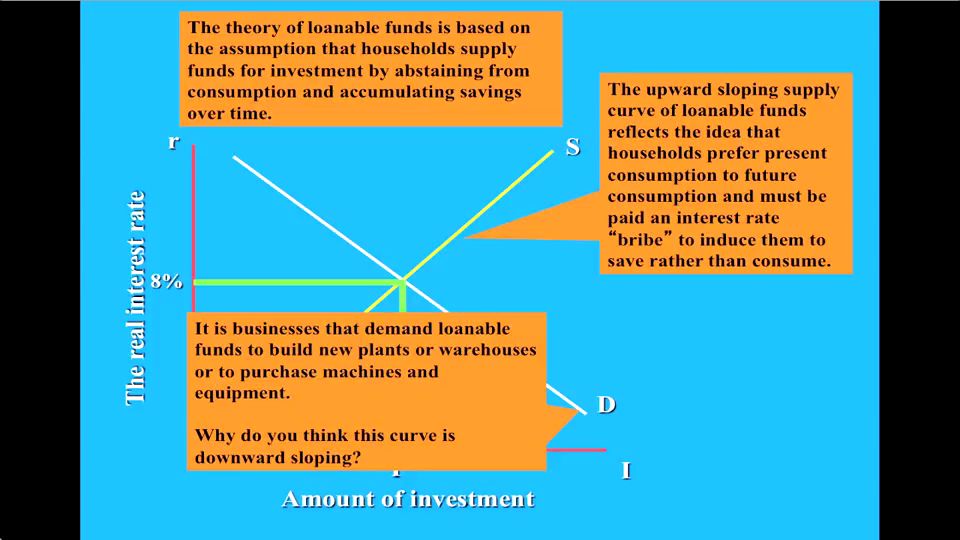 The theory of loanable funds is based on
the assumption that households supply
funds for investment by abstaining from
consumption and accumulating savings
over time.
The upward sloping supply
curve of loanable funds
reflects the idea that
households prefer present
consumption to future
consumption and must be
paid an interest rate
“bribe” to induce them to
save rather than consume.
r
S
The real interest rate
8%
It is businesses that demand loanable
funds to build new plants or warehouses
or to purchase machines and
equipment.
Why do you think this curve is
downward sloping?
D
I
Amount of investment